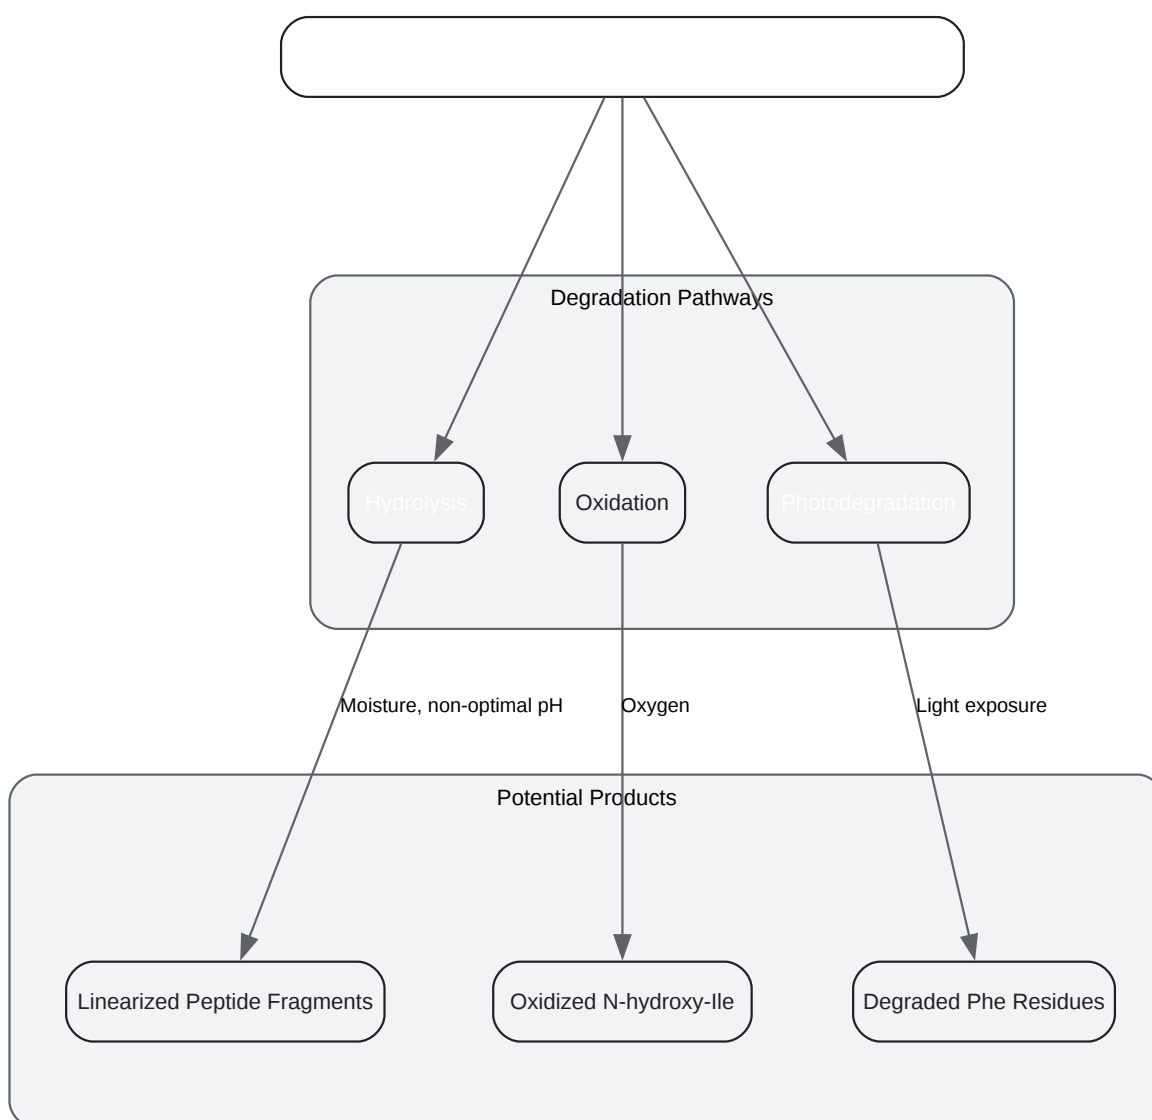 Degradation Pathways
Hydrolysis
Oxidation
Photodegradation
Moisture, non-optimal pH
Oxygen
Light exposure
Potential Products
Linearized Peptide Fragments
Oxidized N-hydroxy-Ile
Degraded Phe Residues